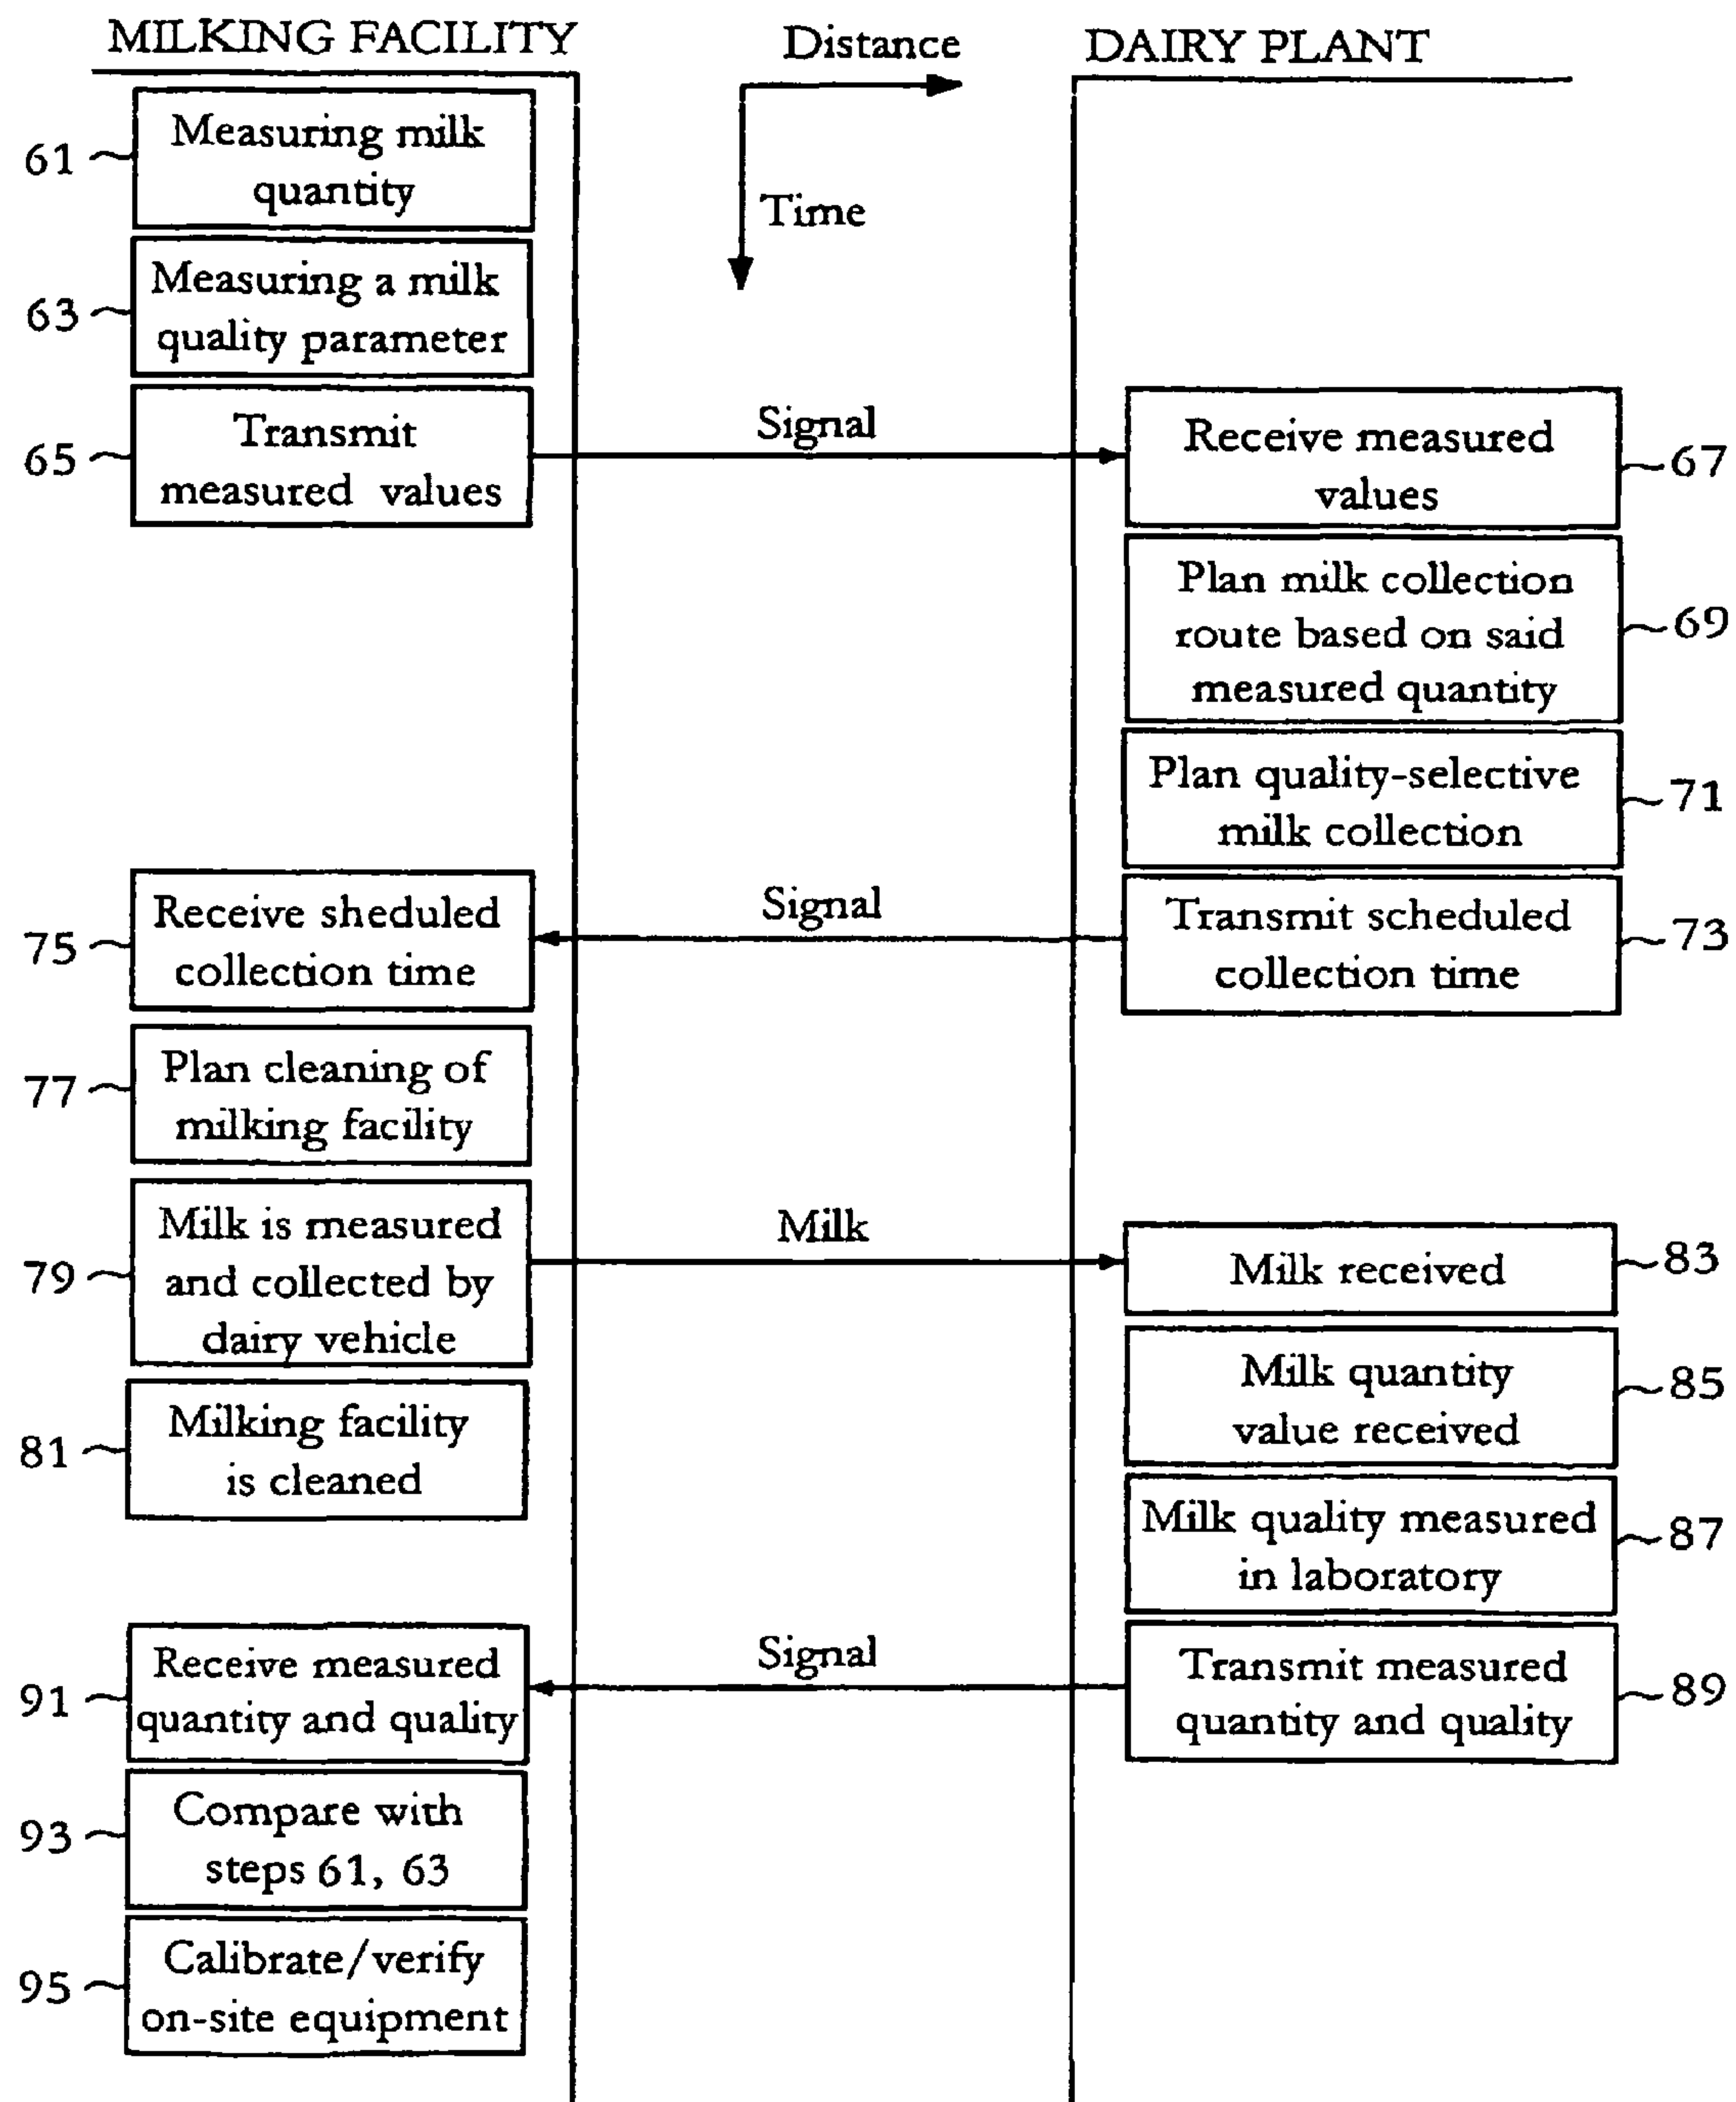 MILKING FACILITY
Distance
DAIRY PLANT
Time
61
Measuring milk
quantity
63
Measuring a milk
quality parameter
65
Transmit
measured values
Signal
Receive measured
values
67
Plan milk collection
route based on said
measured quantity
69
Plan quality-selective
milk collection
71
Transmit scheduled
collection time
73
Signal
75
Receive sheduled
collection time
77
Plan cleaning of
milking facility
79
Milk is measured
and collected by
dairy vehicle
Milk
Milk received
83
81
Milking facility
is cleaned
Milk quantity
value received
85
Milk quality measured
in laboratory
87
Transmit measured
quantity and quality
89
Signal
91
Receive measured
quantity and quality
93
Compare with
steps 61, 63
95
Calibrate/verify
on-site equipment